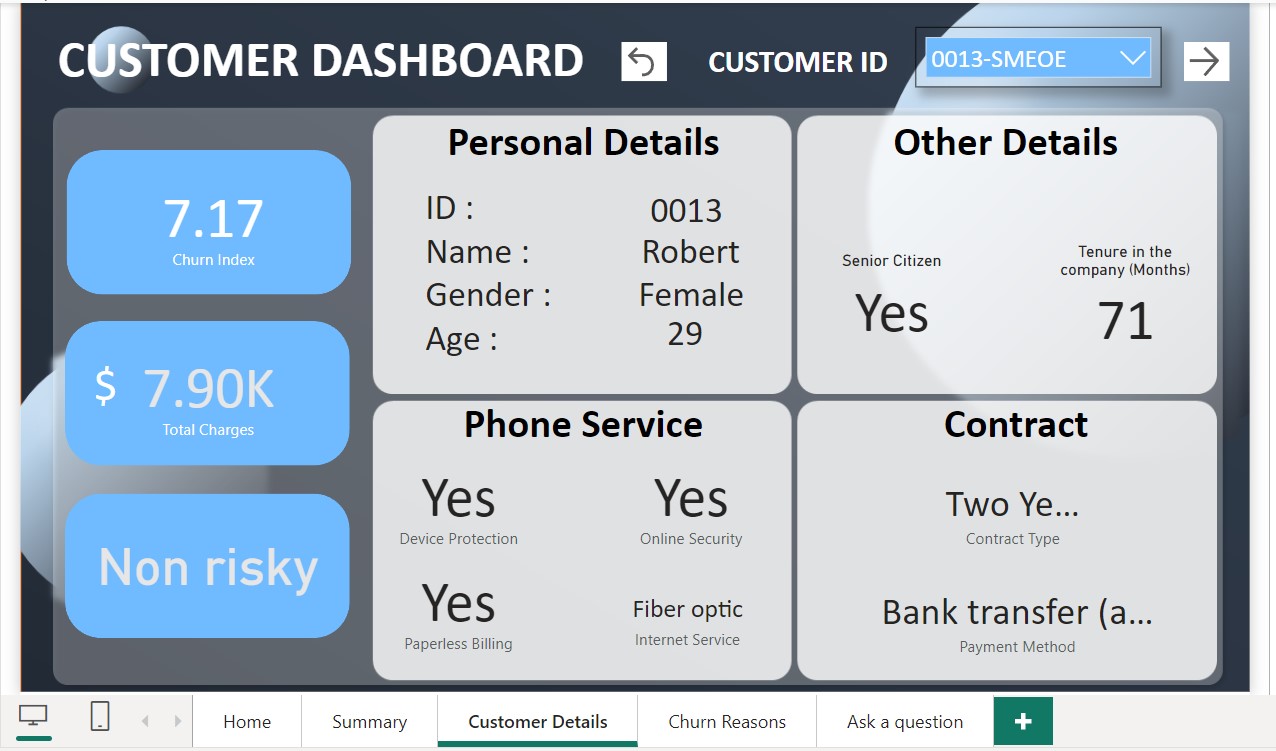 CUSTOMER DASHBOARD
CUSTOMER ID
0013-SMEOE
7.17
Churn Index
$ 7.90K
Total Charges
Non risky
Personal Details
ID : 0013
Name : Robert
Gender : Female
Age : 29
Other Details
Senior Citizen
Yes
Tenure in the
company (Months)
71
Phone Service
Yes
Device Protection
Yes
Online Security
Yes
Paperless Billing
Fiber optic
Internet Service
Contract
Two Ye...
Contract Type
Bank transfer (a...
Payment Method
Home
Summary
Customer Details
Churn Reasons
Ask a question